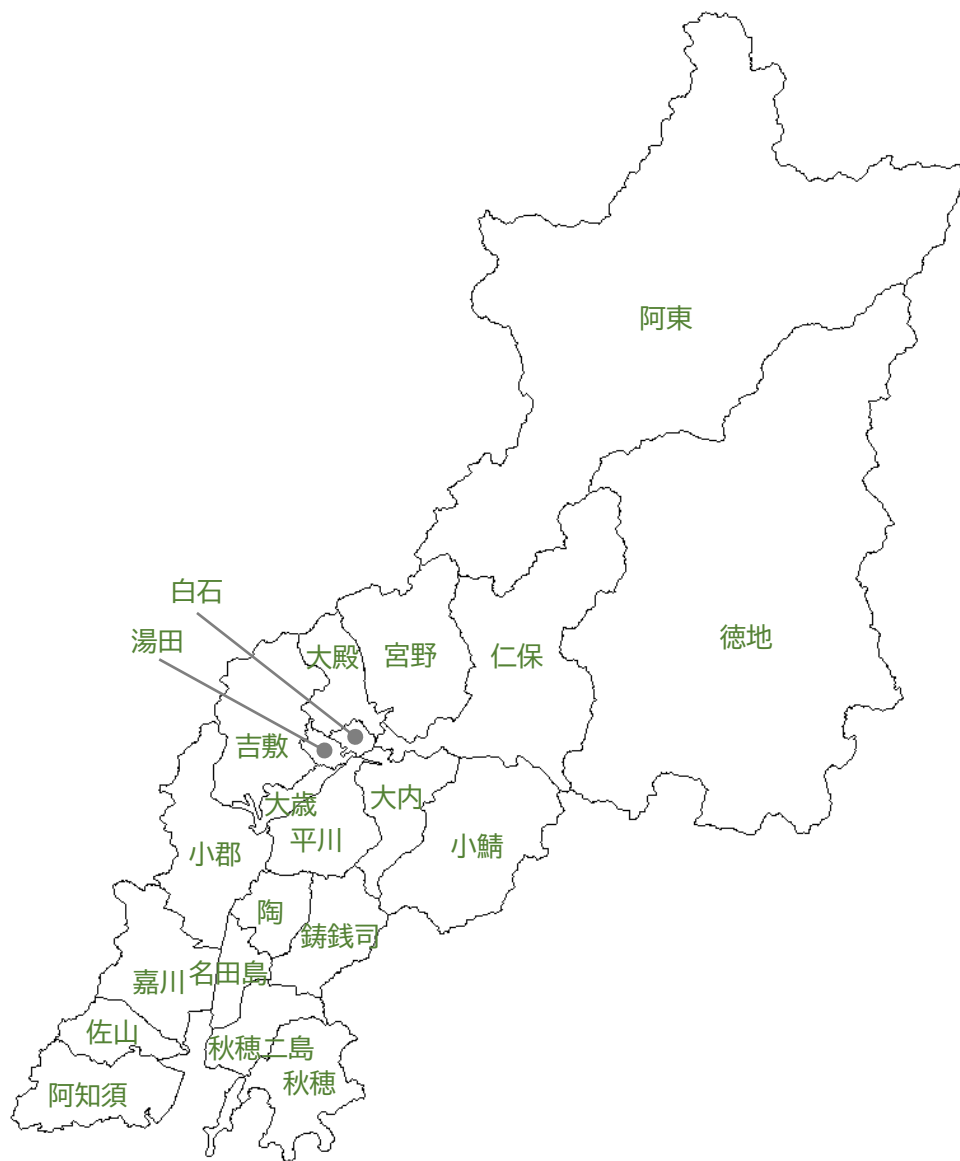 阿東
白石
湯田
大殿
宮野
仁保
徳地
吉敷
大歳
大内
平川
小郡
小鯖
陶
鋳銭司
嘉川
名田島
佐山
秋穂二島
秋穂
阿知須